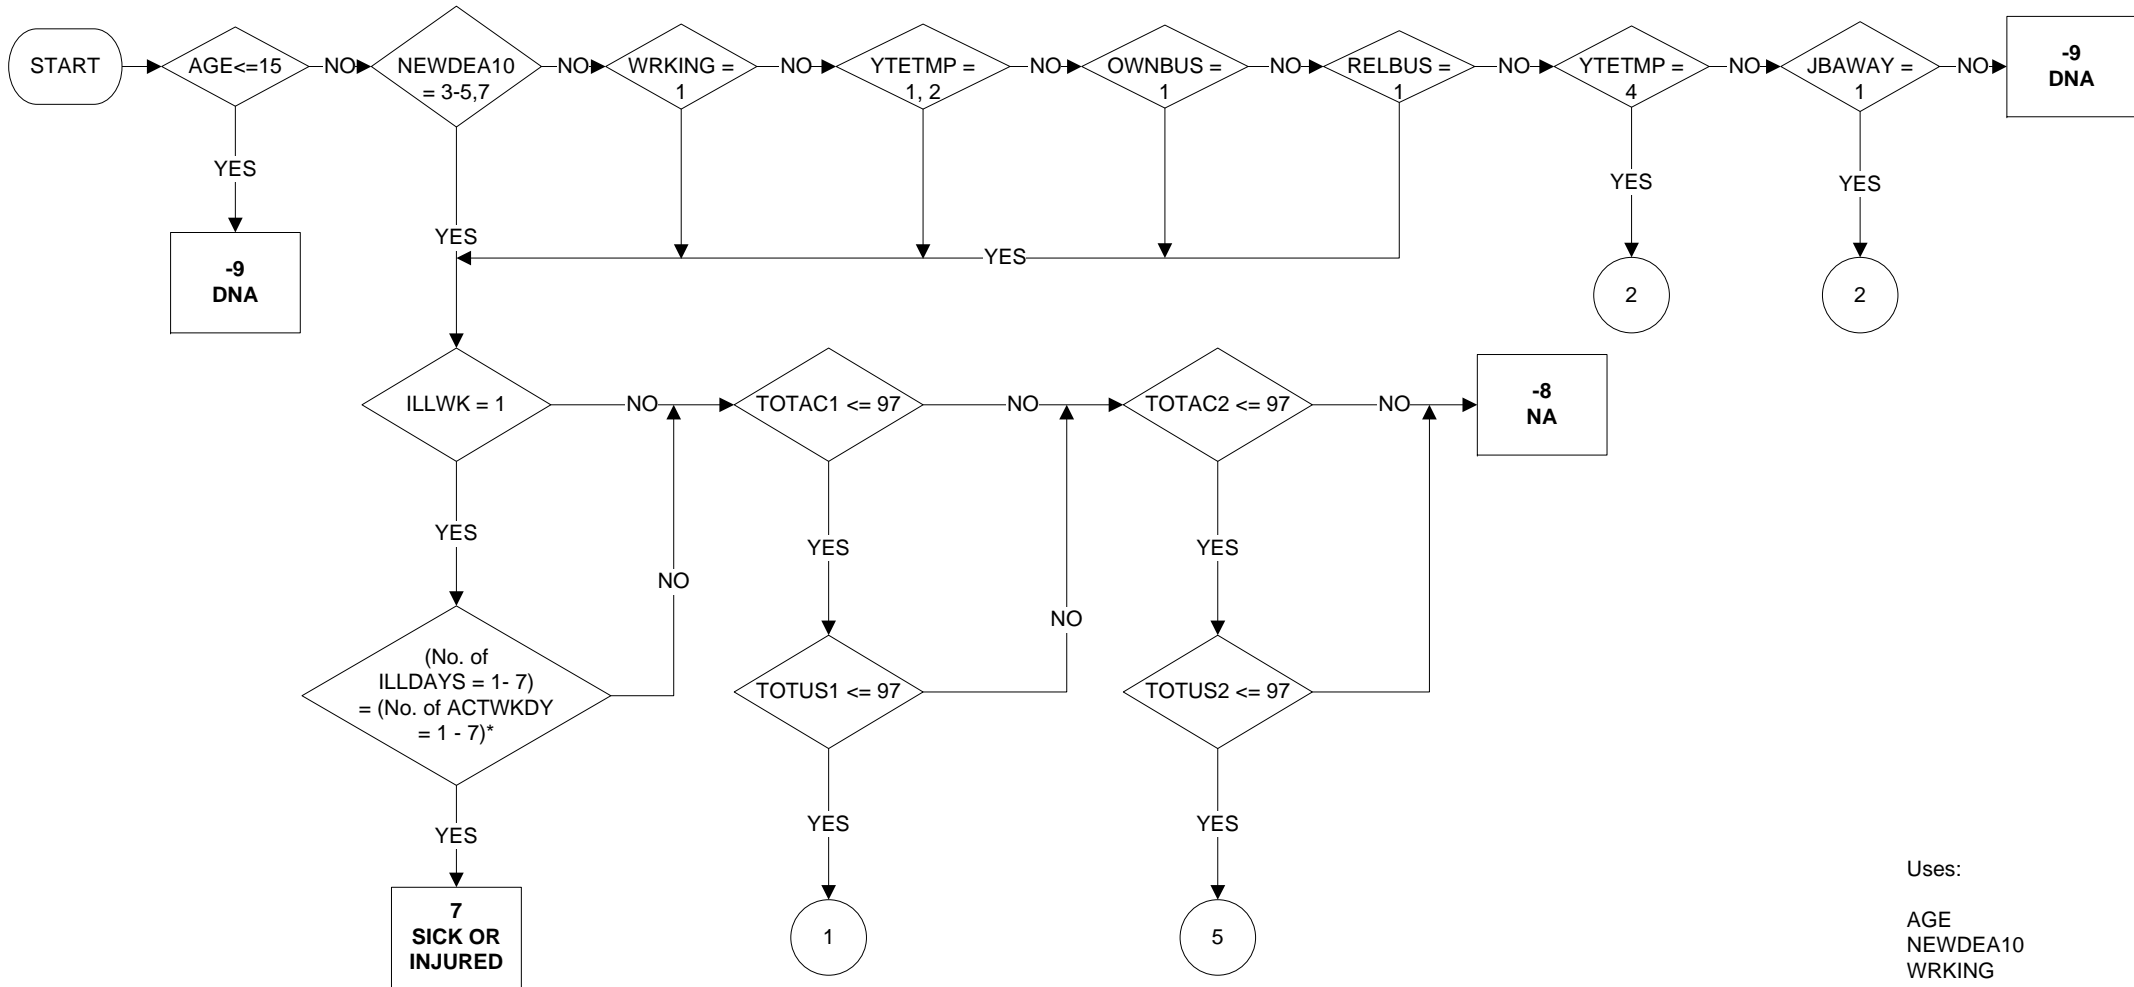 START
AGE<=15
NO
NEWDEA10
= 3-5,7
NO
WRKING =
1
NO
YTETMP =
1, 2
NO
OWNBUS =
1
NO
RELBUS =
1
NO
YTETMP =
4
NO
JBAWAY =
1
NO
-9
DNA
YES
YES
YES
YES
YES
-9
DNA
2
2
ILLWK = 1
NO
TOTAC1 <= 97
NO
TOTAC2 <= 97
NO
-8
NA
YES
YES
YES
NO
NO
(No. of
ILLDAYS = 1- 7)
= (No. of ACTWKDY
= 1 - 7)*
TOTUS1 <= 97
TOTUS2 <= 97
YES
YES
YES
7
SICK OR
INJURED
1
5
Uses:
AGE
NEWDEA10
WRKING